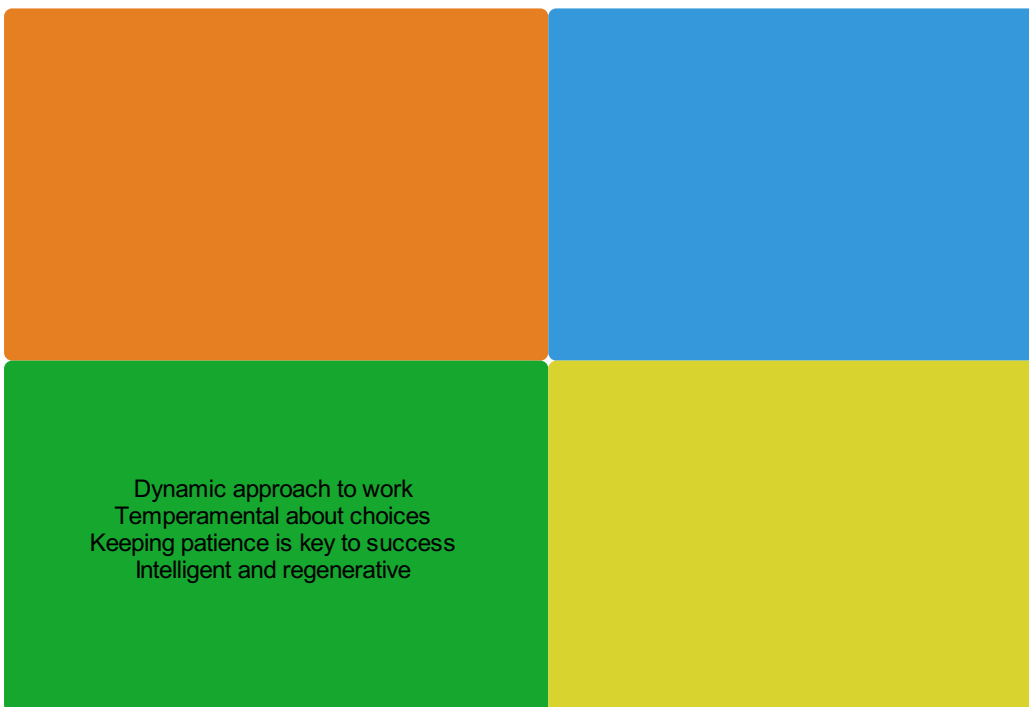 Dynamic approach to work
Temperamental about choices
Keeping patience is key to success
Intelligent and regenerative